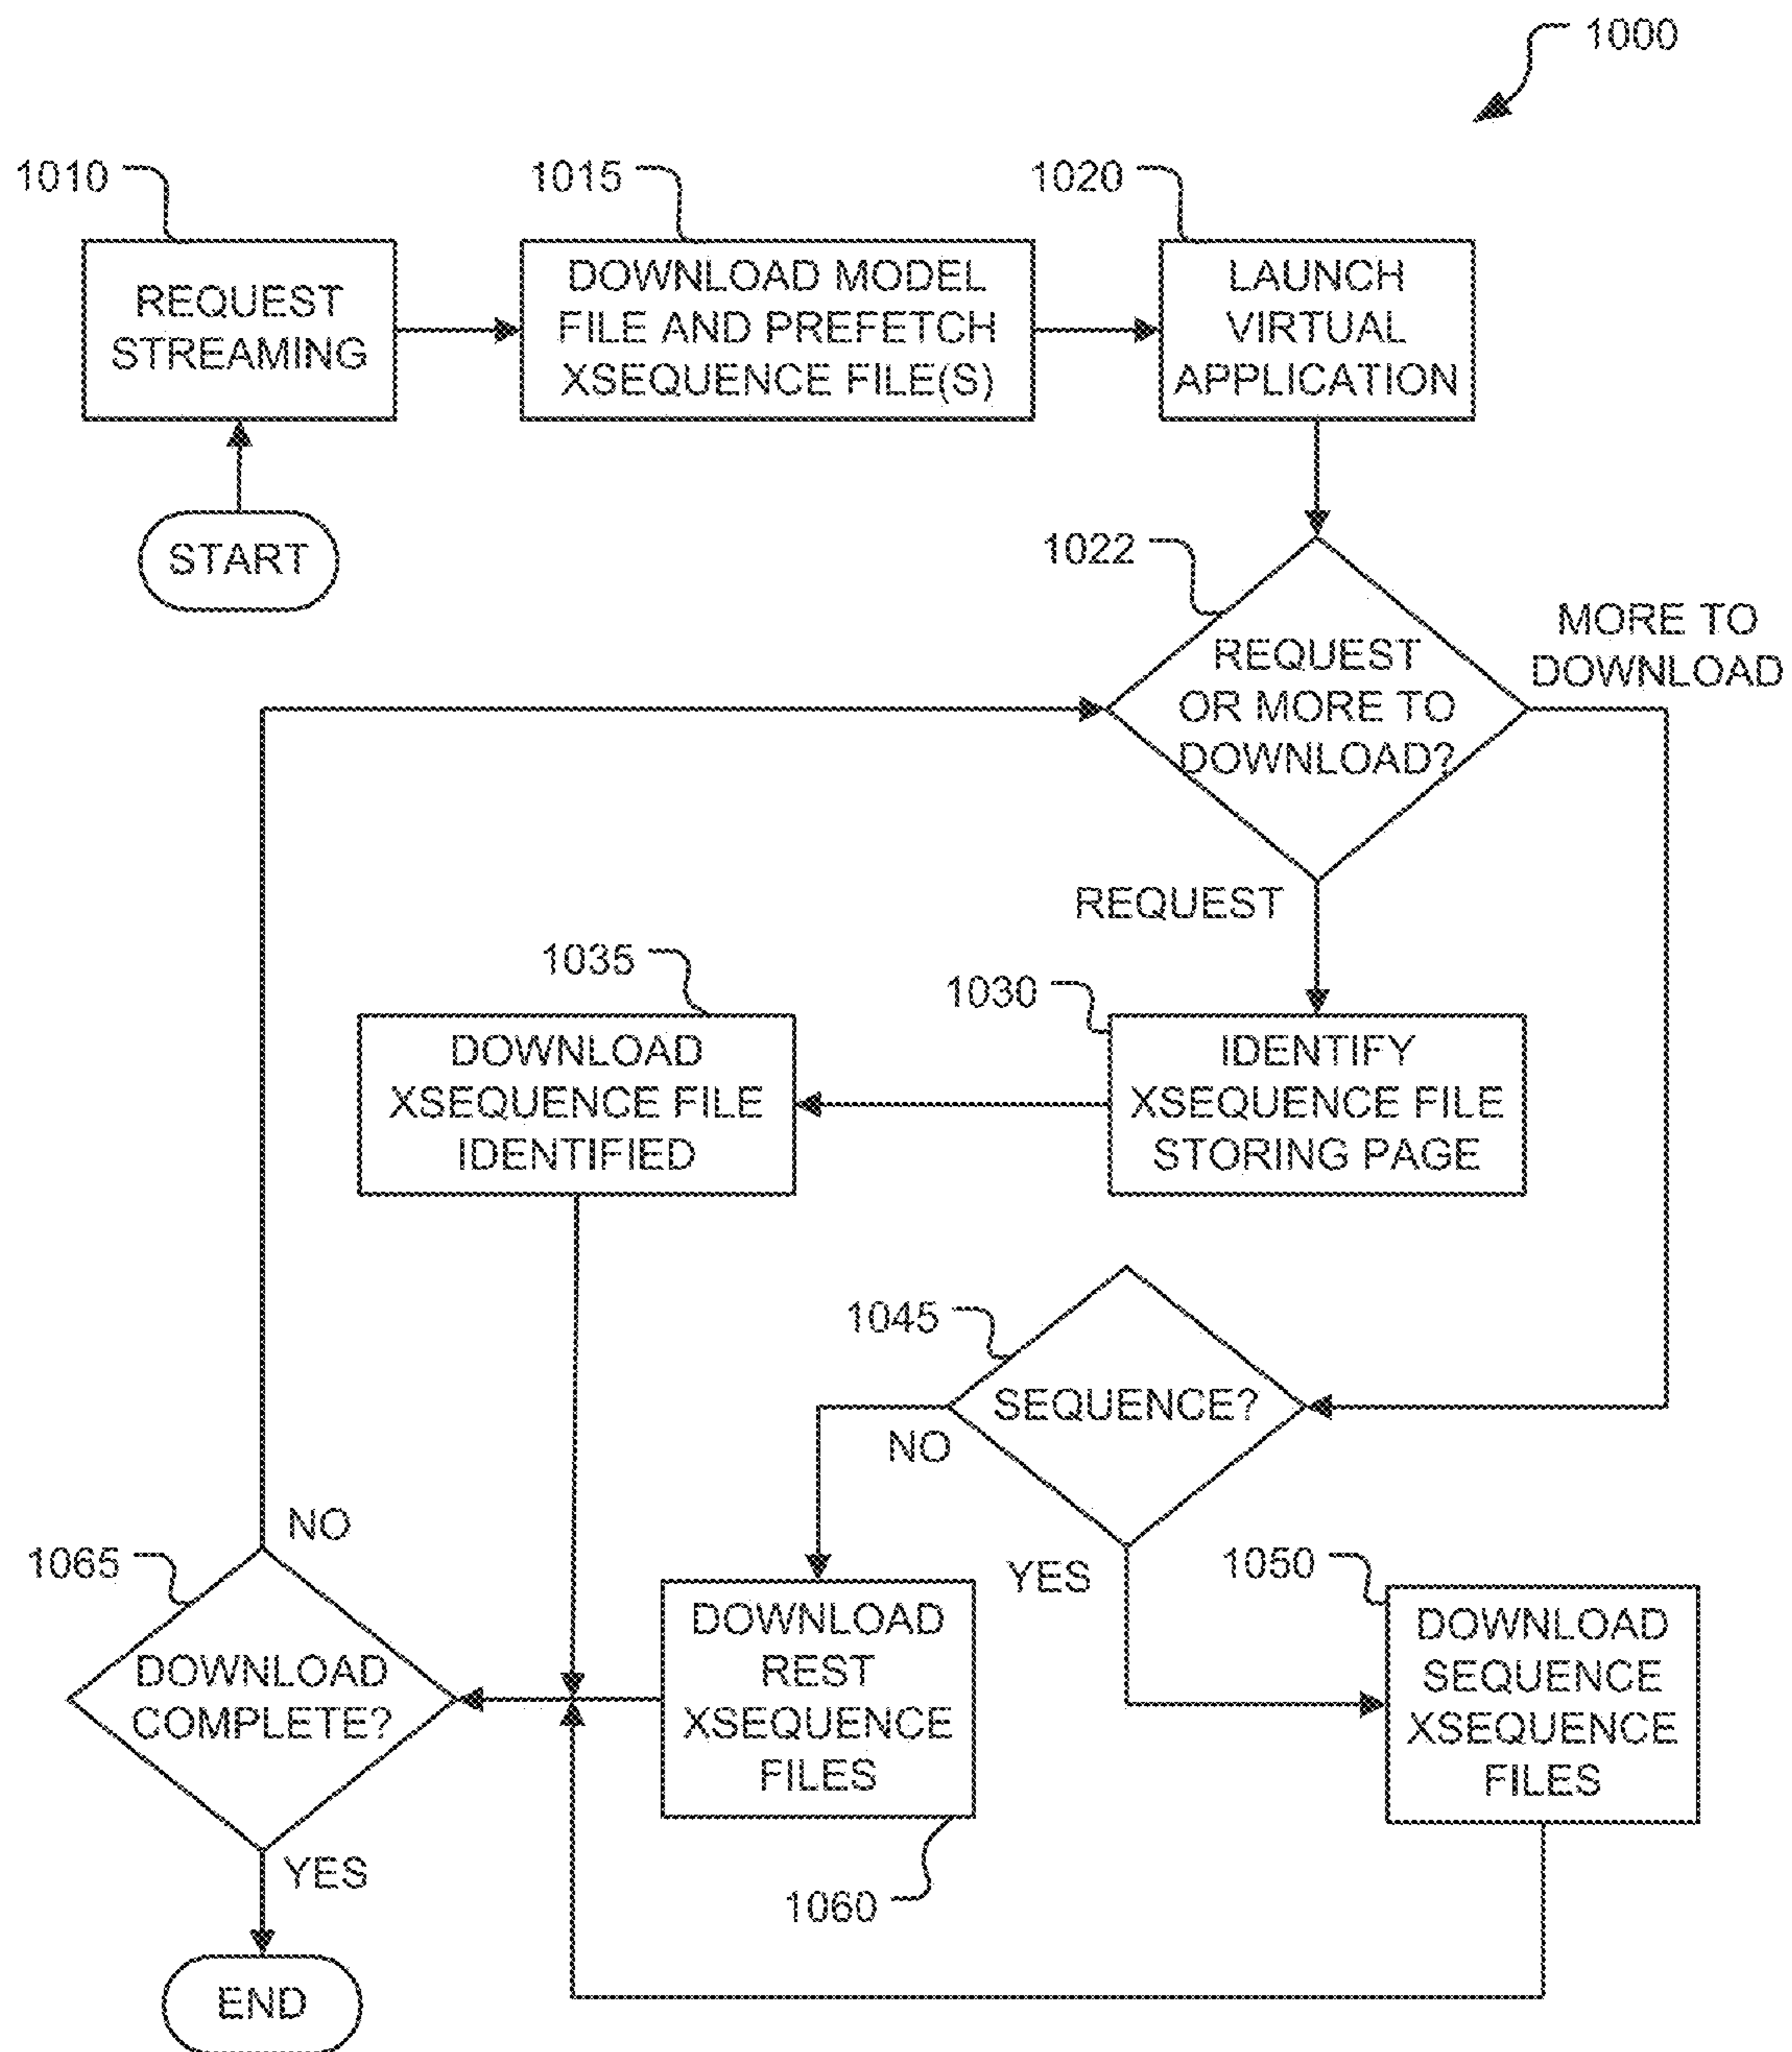 1000
1010
REQUEST
STREAMING
1015
DOWNLOAD MODEL
FILE AND PREFETCH
XSEQUENCE FILE(S)
1020
LAUNCH
VIRTUAL
APPLICATION
START
1022
REQUEST
OR MORE TO
DOWNLOAD?
MORE TO
DOWNLOAD
REQUEST
1035
DOWNLOAD
XSEQUENCE FILE
IDENTIFIED
1030
IDENTIFY
XSEQUENCE FILE
STORING PAGE
1045
SEQUENCE?
NO
YES
1065
NO
DOWNLOAD
COMPLETE?
YES
DOWNLOAD
REST
XSEQUENCE
FILES
1060
1050
DOWNLOAD
SEQUENCE
XSEQUENCE
FILES
END